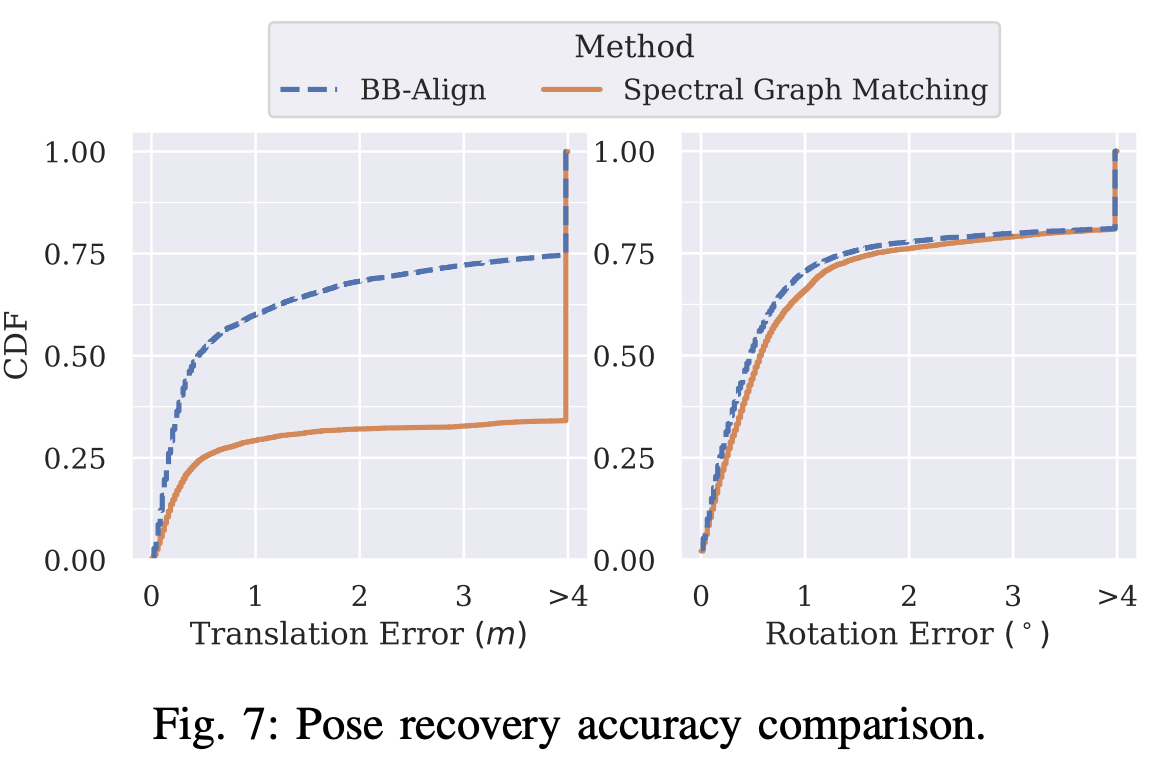 Method
BB-Align Spectral Graph Matching
CDF
1.00
0.75
0.50
0.25
0.00
0 1 2 3 >4
Translation Error (m)
1.00
0.75
0.50
0.25
0.00
0 1 2 3 >4
Rotation Error (°)
Fig. 7: Pose recovery accuracy comparison.